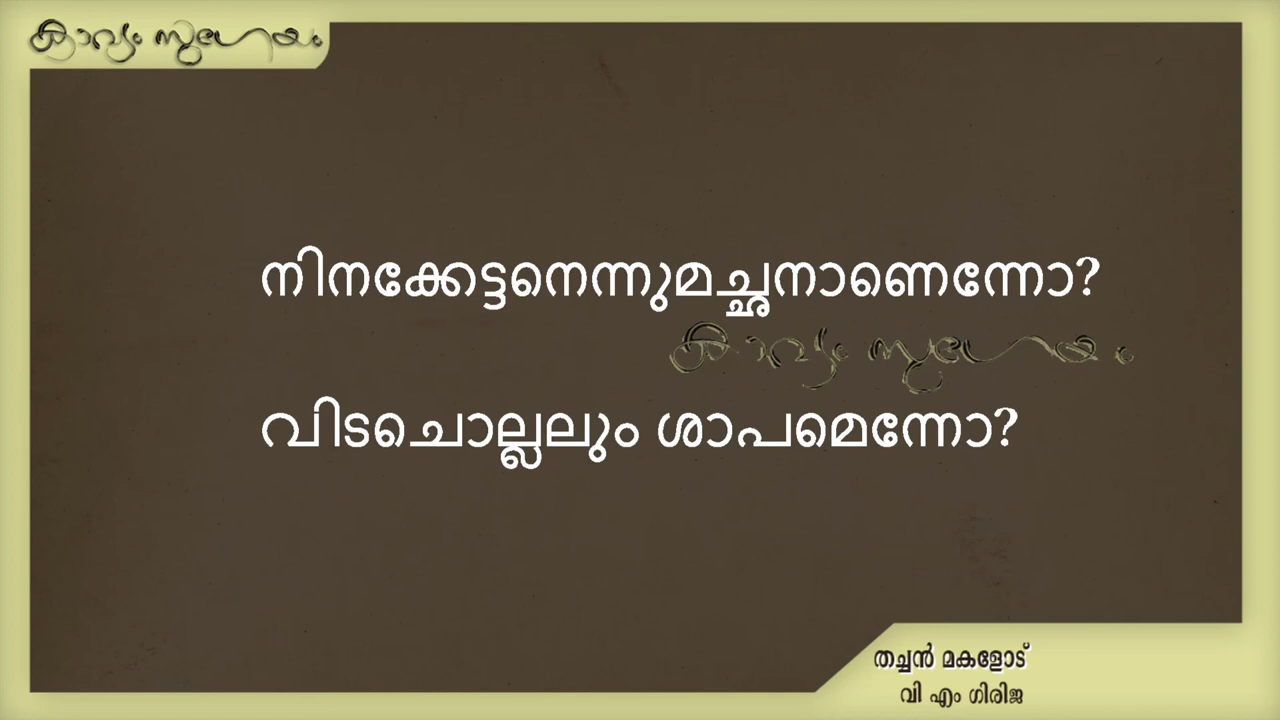 കാവ്യം സുഗേയം
നിനക്കേട്ടനെന്നുമച്ഛനാണെന്നോ?
കാവ്യം സുഗേയം
വിടചൊല്ലലും ശാപമെന്നോ?
തച്ചൻ മകളോട്
വി എം ഗിരിജ